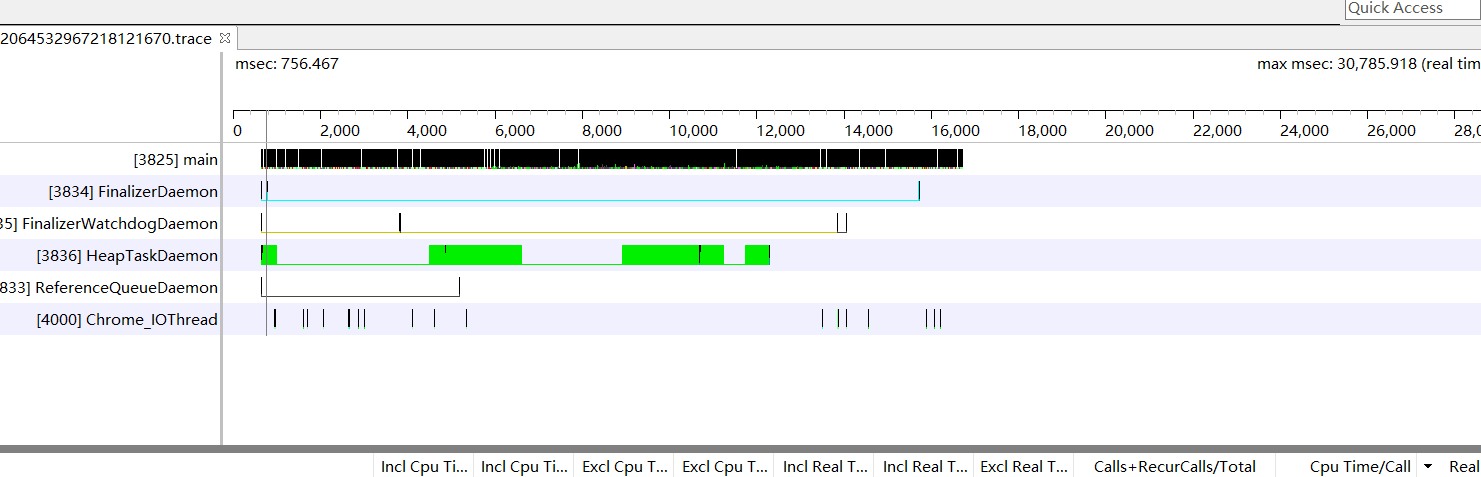 Quick Access
2064532967218121670.trace
msec: 756.467
max msec: 30,785.918 (real tim
0 2,000 4,000 6,000 8,000 10,000 12,000 14,000 16,000 18,000 20,000 22,000 24,000 26,000 28,0
[3825] main
[3834] FinalizerDaemon
35] FinalizerWatchdogDaemon
[3836] HeapTaskDaemon
833] ReferenceQueueDaemon
[4000] Chrome_IOThread
Incl Cpu Ti... Incl Cpu Ti... Excl Cpu T... Excl Cpu T... Incl Real T... Incl Real T... Excl Real T... Calls+RecurCalls/Total Cpu Time/Call Real